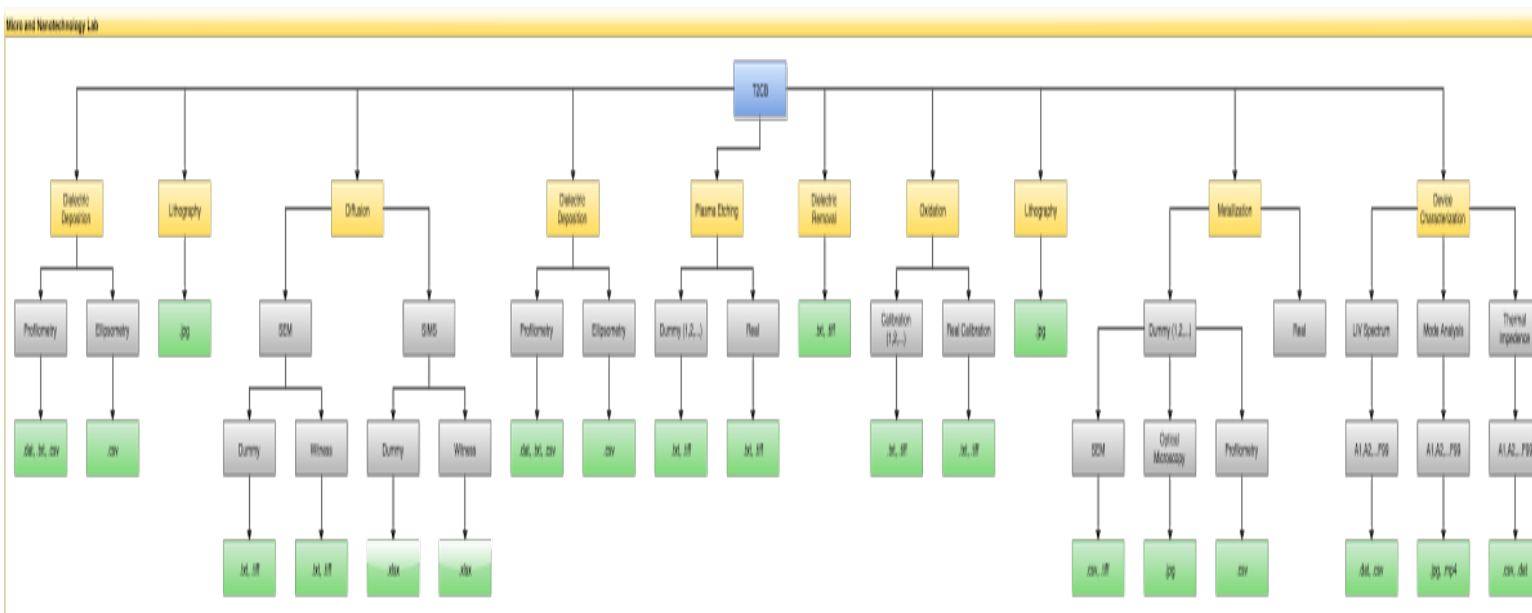 Micro and Nanotechnology Lab
T2CB
Dielectric
Deposition
Lithography
Diffusion
Dielectric
Deposition
Plasma Etching
Dielectric
Removal
Oxidation
Lithography
Metallization
Device
Characterization
Profilometry
Ellipsometry
.jpg
SEM
SIMS
Profilometry
Ellipsometry
Dummy (1,2,...)
Real
.txt, .tiff
Calibration
(1,2,...)
Real Calibration
.jpg
Dummy (1,2,...)
Real
UV Spectrum
Mode Analysis
Thermal
Impedence
.dat, .txt, .csv
.csv
Dummy
Witness
Dummy
Witness
.dat, .txt, .csv
.csv
.txt, .tiff
.txt, .tiff
.txt, .tiff
.txt, .tiff
SEM
Optical
Microscopy
Profilometry
A1,A2,...F99
A1,A2,...F99
A1,A2,...F99
.txt, .tiff
.txt, .tiff
.xlsx
.xlsx
.csv, .tiff
.jpg
.csv
.dat, .csv
.jpg, .mp4
.csv, .dat